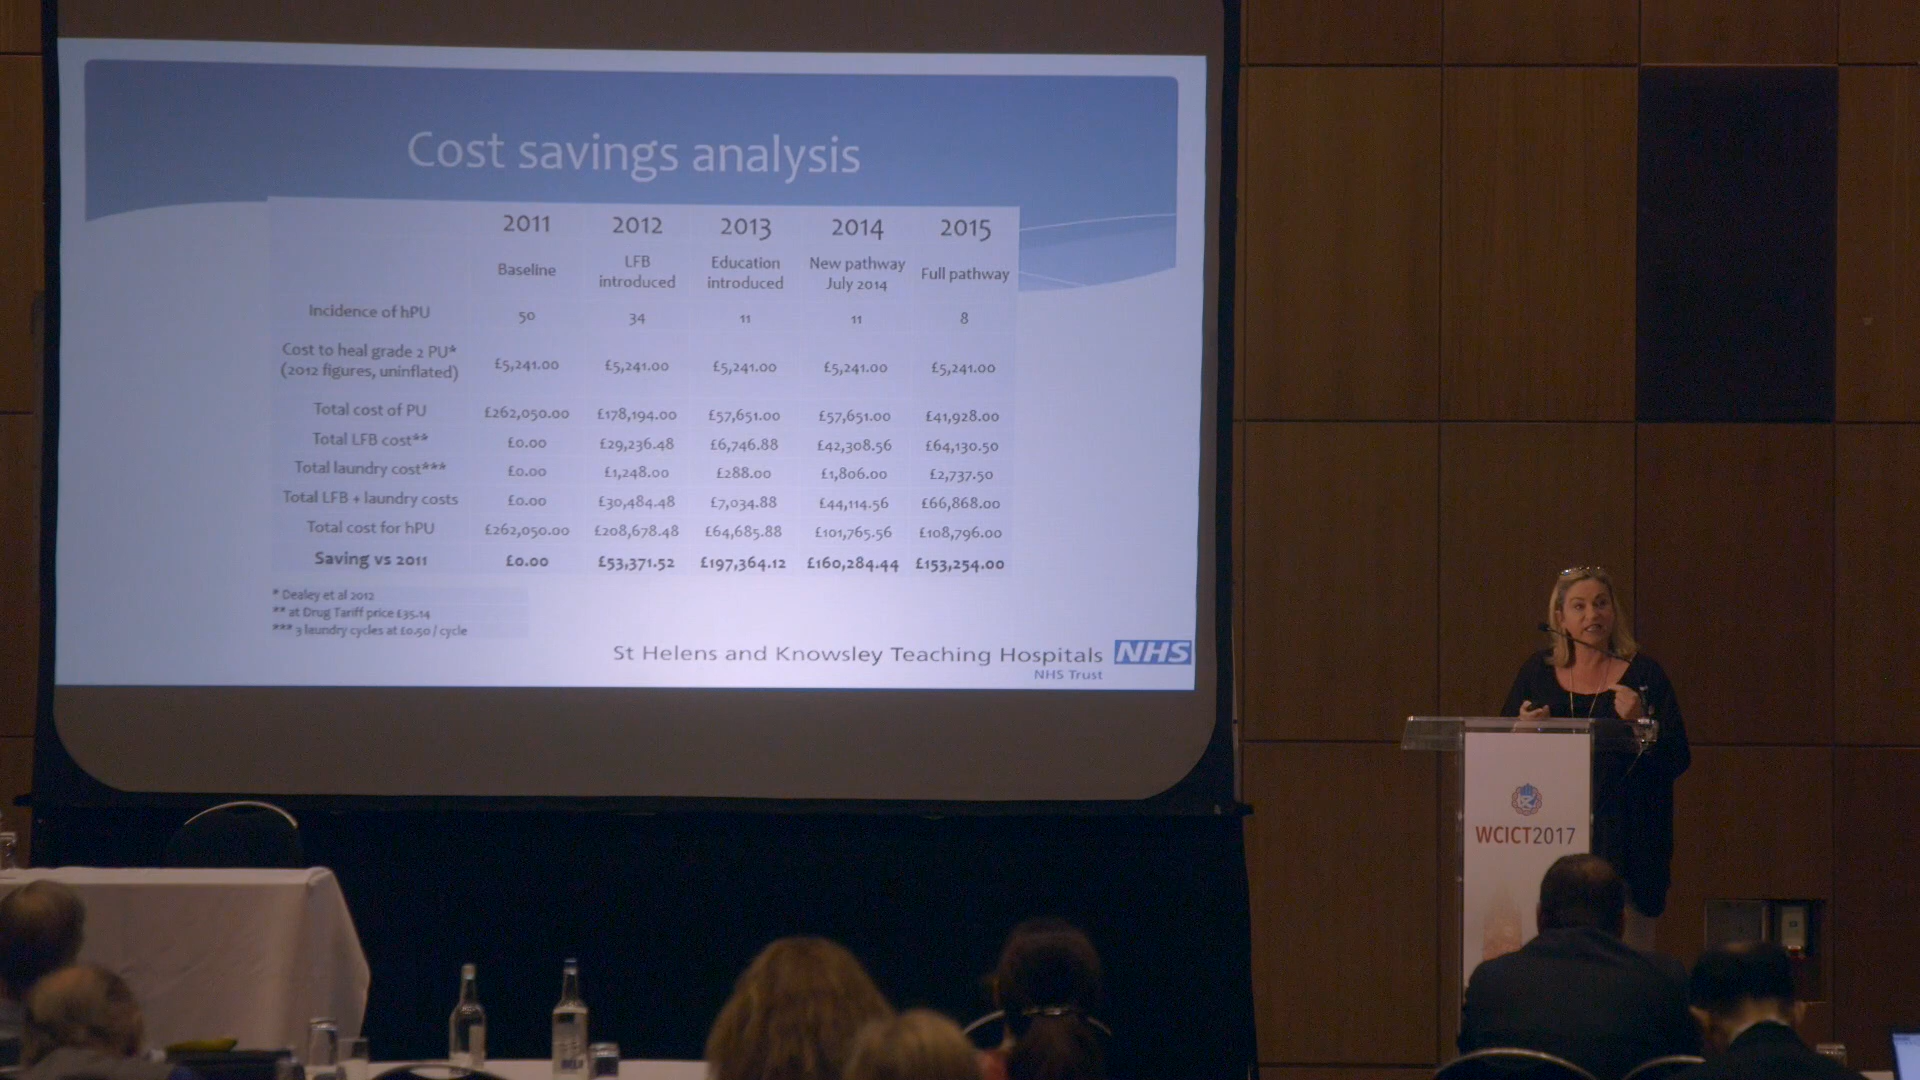 Cost savings analysis
2011 2012 2013 2014 2015
Baseline LFB introduced Education introduced New pathway July 2014 Full pathway
Incidence of hPU 50 34 11 11 8
Cost to heal grade 2 PU* (2012 figures, uninflated) £5,241.00 £5,241.00 £5,241.00 £5,241.00 £5,241.00
Total cost of PU £262,050.00 £178,194.00 £57,651.00 £57,651.00 £41,928.00
Total LFB cost** £0.00 £29,236.48 £6,746.88 £42,308.56 £64,130.50
Total laundry cost*** £0.00 £1,248.00 £288.00 £1,806.00 £2,737.50
Total LFB + laundry costs £0.00 £30,484.48 £7,034.88 £44,114.56 £66,868.00
Total cost for hPU £262,050.00 £208,678.48 £64,685.88 £101,765.56 £108,796.00
Saving vs 2011 £0.00 £53,371.52 £197,364.12 £160,284.44 £153,254.00
* Dealey et al 2012
** at Drug Tariff price £35.14
*** 3 laundry cycles at £0.50 / cycle
St Helens and Knowsley Teaching Hospitals NHS
NHS Trust
WCICT2017